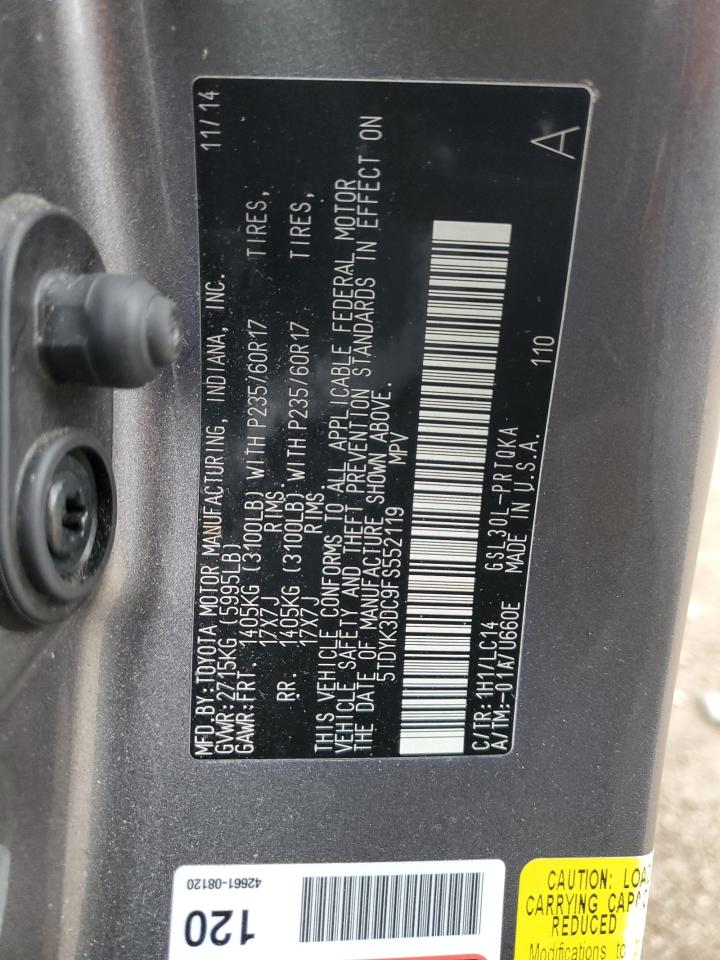 MFD.BY:TOYOTA MOTOR MANUFACTURING, INDIANA, INC. 11/14
GVWR:2715KG (5995LB)
GAWR:FRT. 1405KG (3100LB) WITH P235/60R17 TIRES,
17X7J RIMS
RR. 1405KG (3100LB) WITH P235/60R17 TIRES,
17X7J RIMS
THIS VEHICLE CONFORMS TO ALL APPLICABLE FEDERAL MOTOR
VEHICLE SAFETY AND THEFT PREVENTION STANDARDS IN EFFECT ON
THE DATE OF MANUFACTURE SHOWN ABOVE.
5TDYK3DC9FS552119 MPV
C/TR: 1H1/LC14 110
A/TM:-01A/U660E GSL30L-PRTQKA
MADE IN U.S.A. A
42661-08120
120
CAUTION: LOA
CARRYING CAP
REDUCED
Modifications to